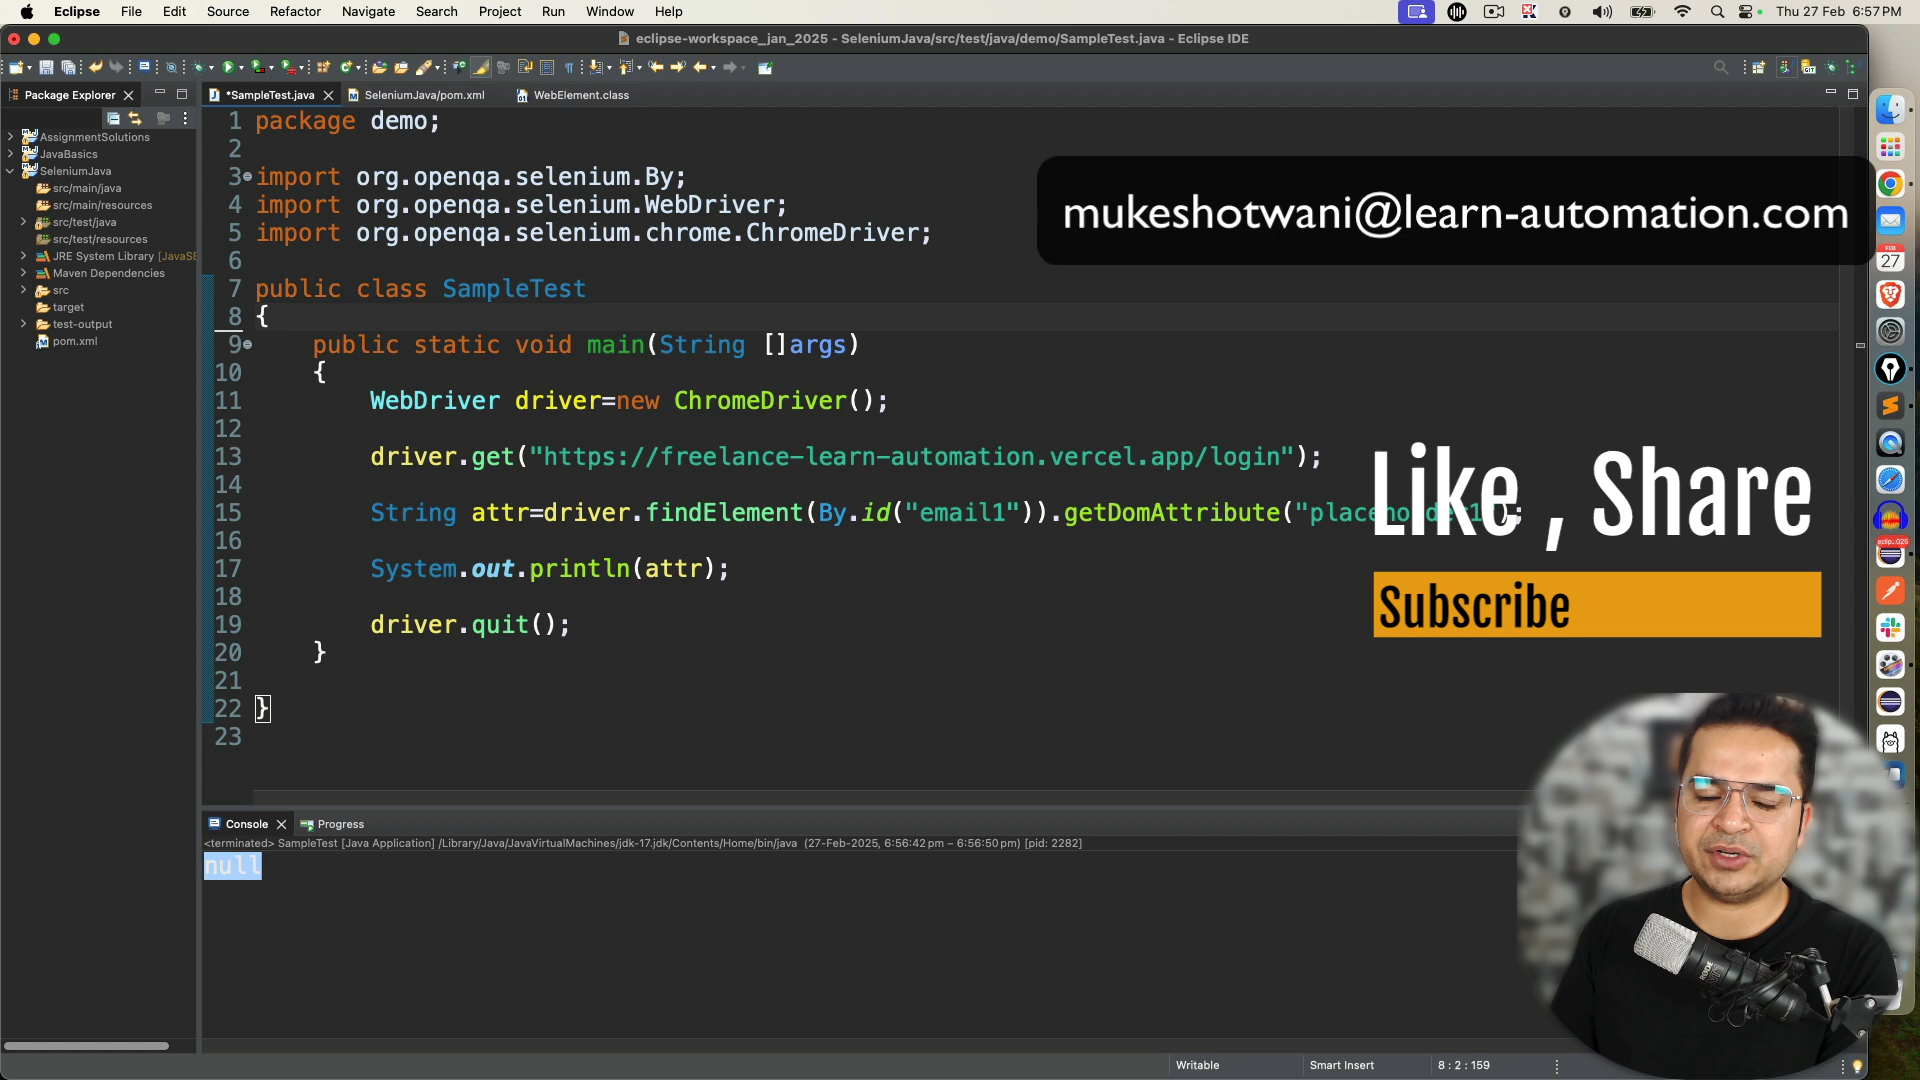 Eclipse File Edit Source Refactor Navigate Search Project Run Window Help Thu 27 Feb 6:57 PM
eclipse-workspace_jan_2025 - SeleniumJava/src/test/java/demo/SampleTest.java - Eclipse IDE
Package Explorer
*SampleTest.java
SeleniumJava/pom.xml
WebElement.class
AssignmentSolutions
JavaBasics
SeleniumJava
src/main/java
src/main/resources
src/test/java
src/test/resources
JRE System Library [JavaSE
Maven Dependencies
src
target
test-output
pom.xml
1 package demo;
2
3 import org.openqa.selenium.By;
4 import org.openqa.selenium.WebDriver;
5 import org.openqa.selenium.chrome.ChromeDriver;
6
7 public class SampleTest
8 {
9 public static void main(String []args)
10 {
11 WebDriver driver=new ChromeDriver();
12
13 driver.get("https://freelance-learn-automation.vercel.app/login");
14
15 String attr=driver.findElement(By.id("email1")).getDomAttribute("placeholder1");
16
17 System.out.println(attr);
18
19 driver.quit();
20 }
21
22 }
23
mukeshotwani@learn-automation.com
Like , Share
Subscribe
FEB
27
Console
Progress
<terminated> SampleTest [Java Application] /Library/Java/JavaVirtualMachines/jdk-17.jdk/Contents/Home/bin/java (27-Feb-2025, 6:56:42 pm – 6:56:50 pm) [pid: 2282]
null
Writable
Smart Insert
8 : 2 : 159